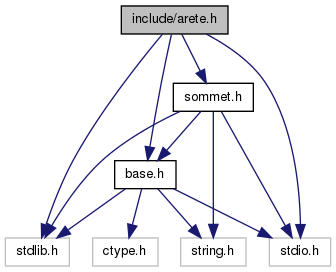 include/arete.h
sommet.h
base.h
stdlib.h
ctype.h
string.h
stdio.h